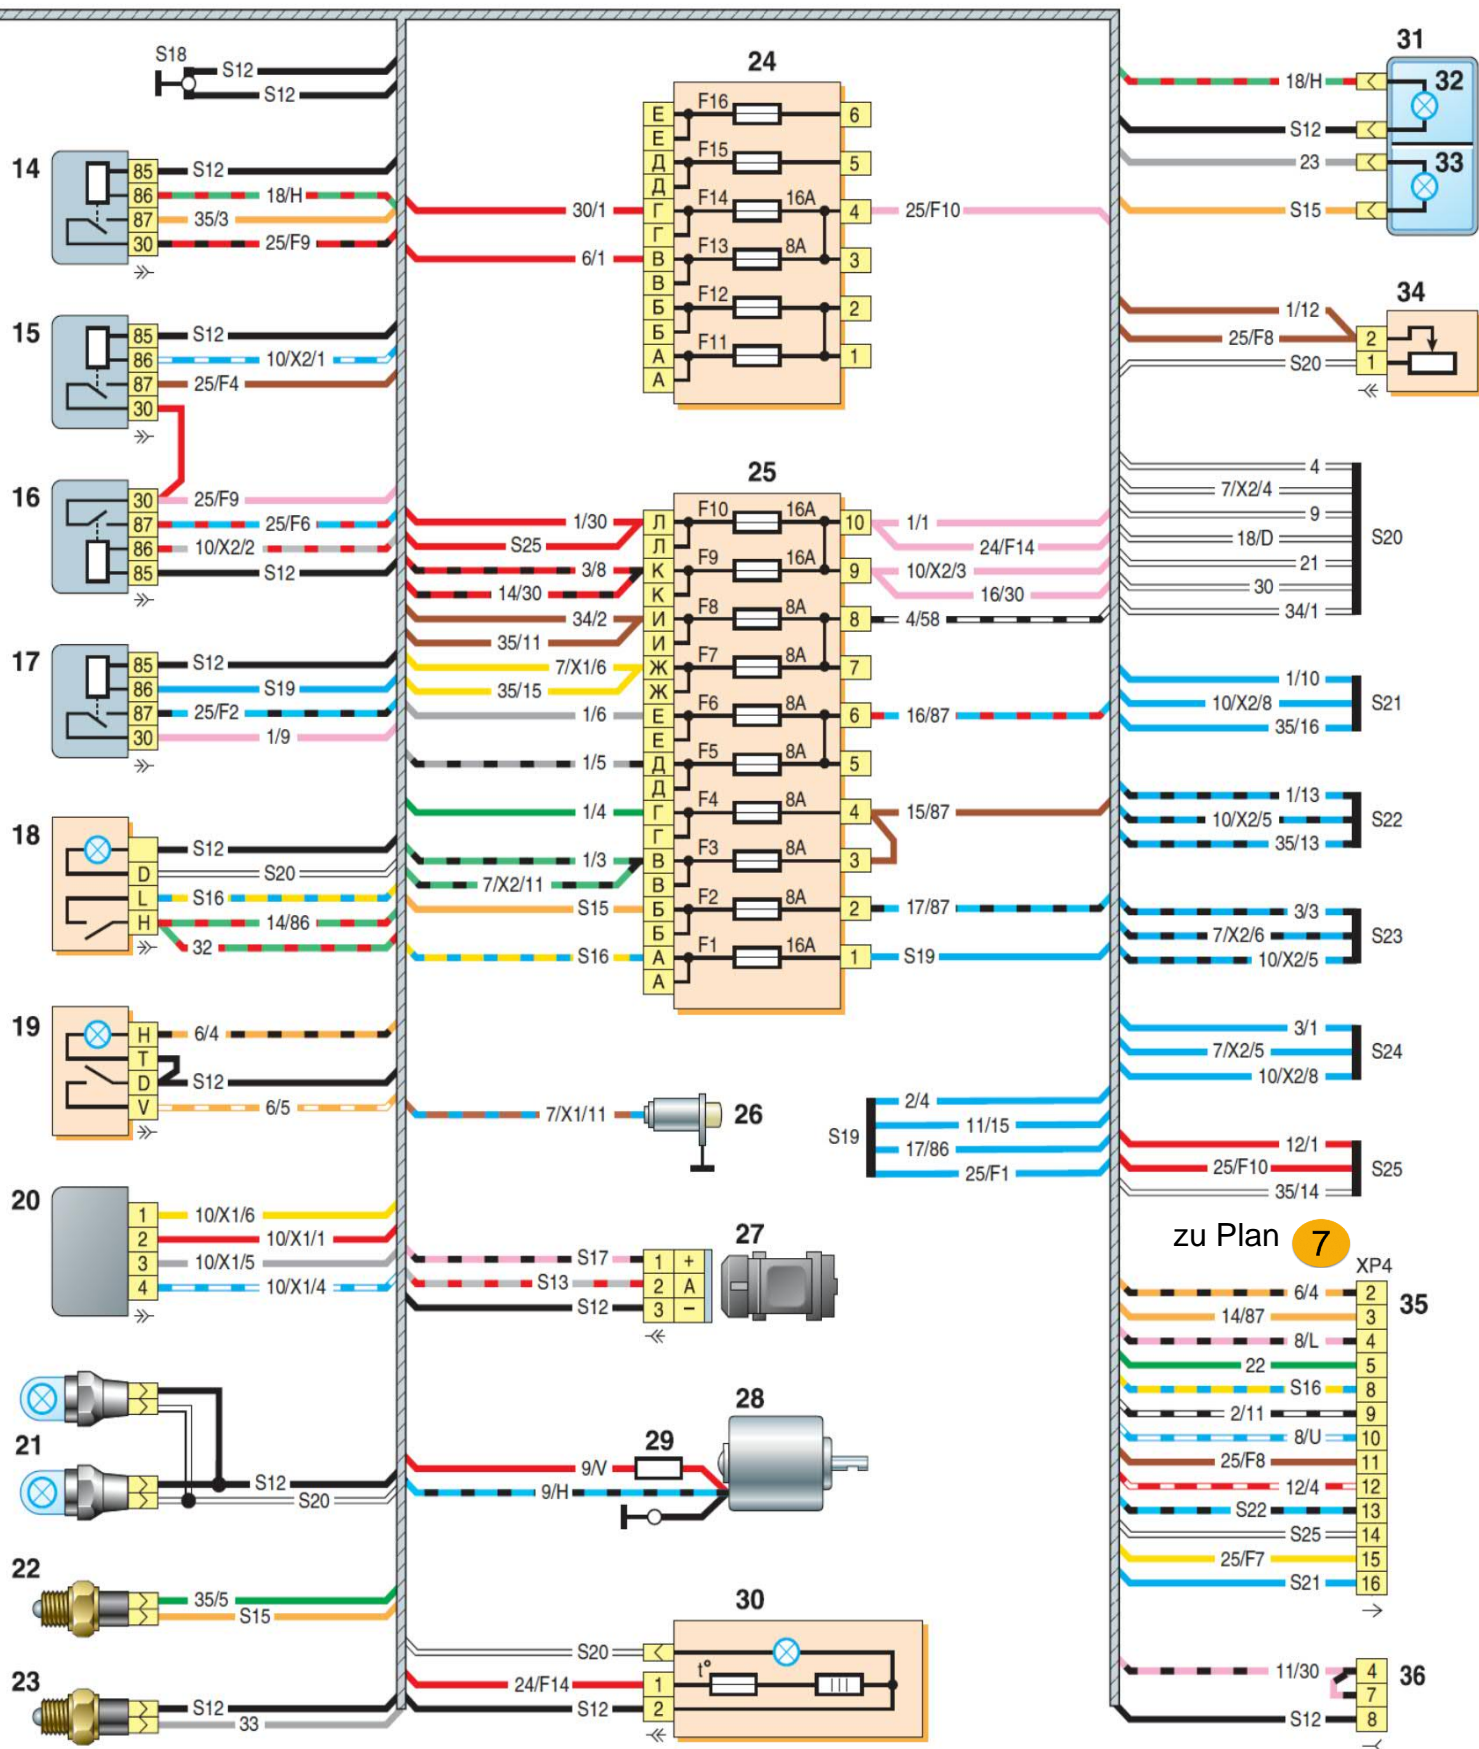 S18
S12
S12
14
85 S12
86 18/H
87 35/3
30 25/F9
15
85 S12
86 10/X2/1
87 25/F4
30
16
30 25/F9
87 25/F6
86 10/X2/2
85 S12
17
85 S12
86 S19
87 25/F2
30 1/9
18
S12
D S20
L S16
H 14/86
32
19
H 6/4
T
D S12
V 6/5
20
1 10/X1/6
2 10/X1/1
3 10/X1/5
4 10/X1/4
21
S12
S20
22
35/5
S15
23
S12
33
24
Е F16 6
Е
Д F15 5
Д
30/1 Г F14 16A 4 25/F10
Г
6/1 В F13 8A 3
В
Б F12 2
Б
А F11 1
А
25
1/30 Л F10 16A 10 1/1
S25 Л 24/F14
3/8 К F9 16A 9 10/X2/3
14/30 К 16/30
34/2 И F8 8A 8 4/58
35/11 И
7/X1/6 Ж F7 8A 7
35/15 Ж
1/6 Е F6 8A 6 16/87
Е
1/5 Д F5 8A 5
Д
1/4 Г F4 8A 4 15/87
Г
1/3 В F3 8A 3
7/X2/11 В
S15 Б F2 8A 2 17/87
Б
S16 А F1 16A 1 S19
А
7/X1/11 26
S19
2/4
11/15
17/86
25/F1
27
S17 1 +
S13 2 A
S12 3 –
28
29
9/V
9/H
30
S20
t°
24/F14 1
S12 2
31
18/H 32
S12
23 33
S15
34
1/12
25/F8 2
S20 1
4
7/X2/4
9
18/D
21
30
34/1
S20
1/10
10/X2/8
35/16
S21
1/13
10/X2/5
35/13
S22
3/3
7/X2/6
10/X2/5
S23
3/1
7/X2/5
10/X2/8
S24
12/1
25/F10
35/14
S25
zu Plan 7
XP4
35
6/4 2
14/87 3
8/L 4
22 5
S16 8
2/11 9
8/U 10
25/F8 11
12/4 12
S22 13
S25 14
25/F7 15
S21 16
36
11/30 4
7
S12 8